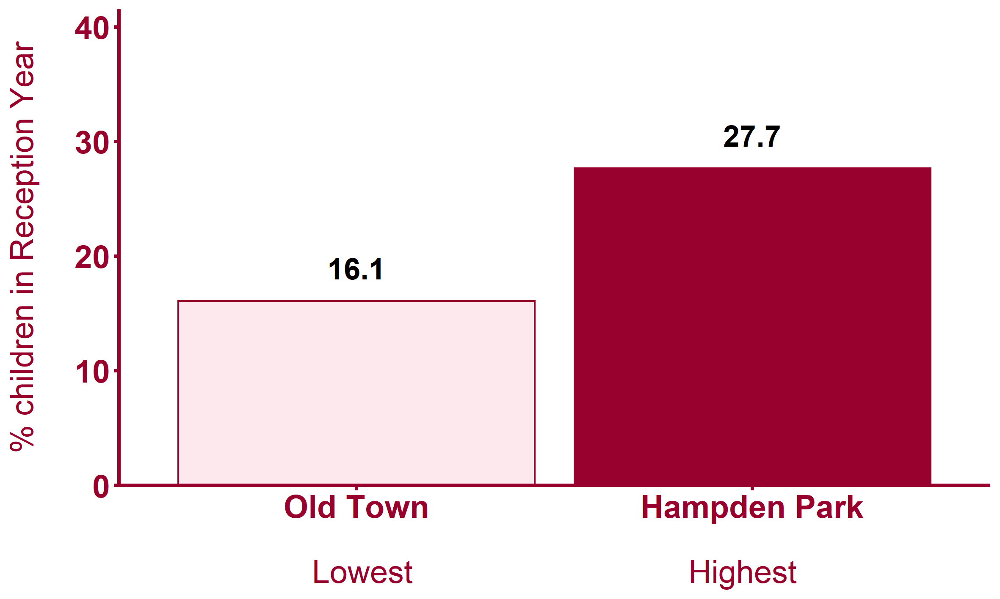 % children in Reception Year
40
30
20
10
0
16.1
27.7
Old Town
Hampden Park
Lowest
Highest